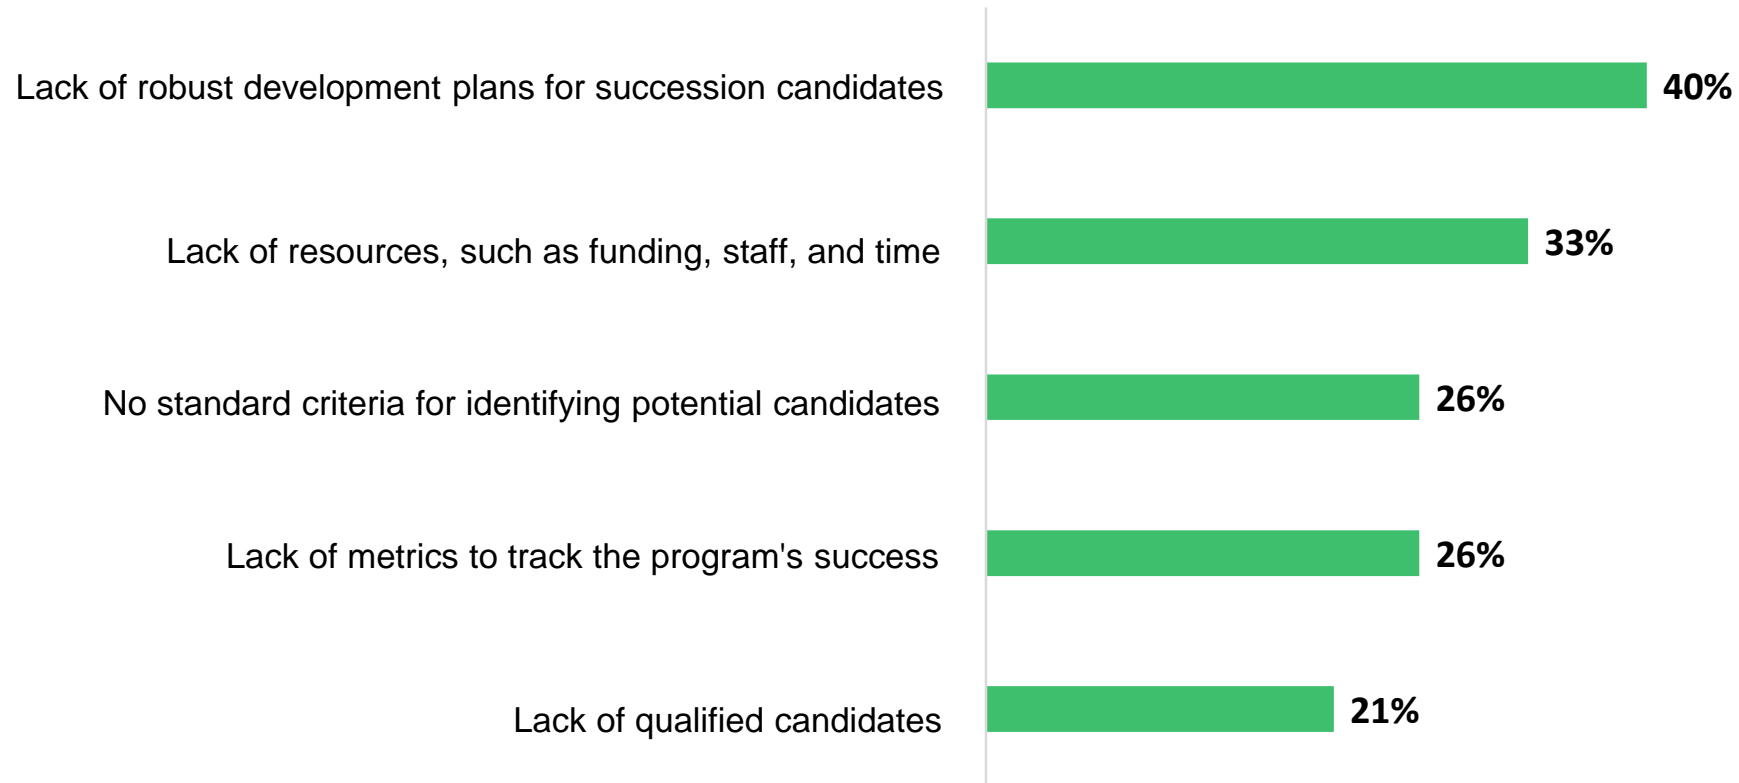 Lack of robust development plans for succession candidates 40%
Lack of resources, such as funding, staff, and time 33%
No standard criteria for identifying potential candidates 26%
Lack of metrics to track the program's success 26%
Lack of qualified candidates 21%